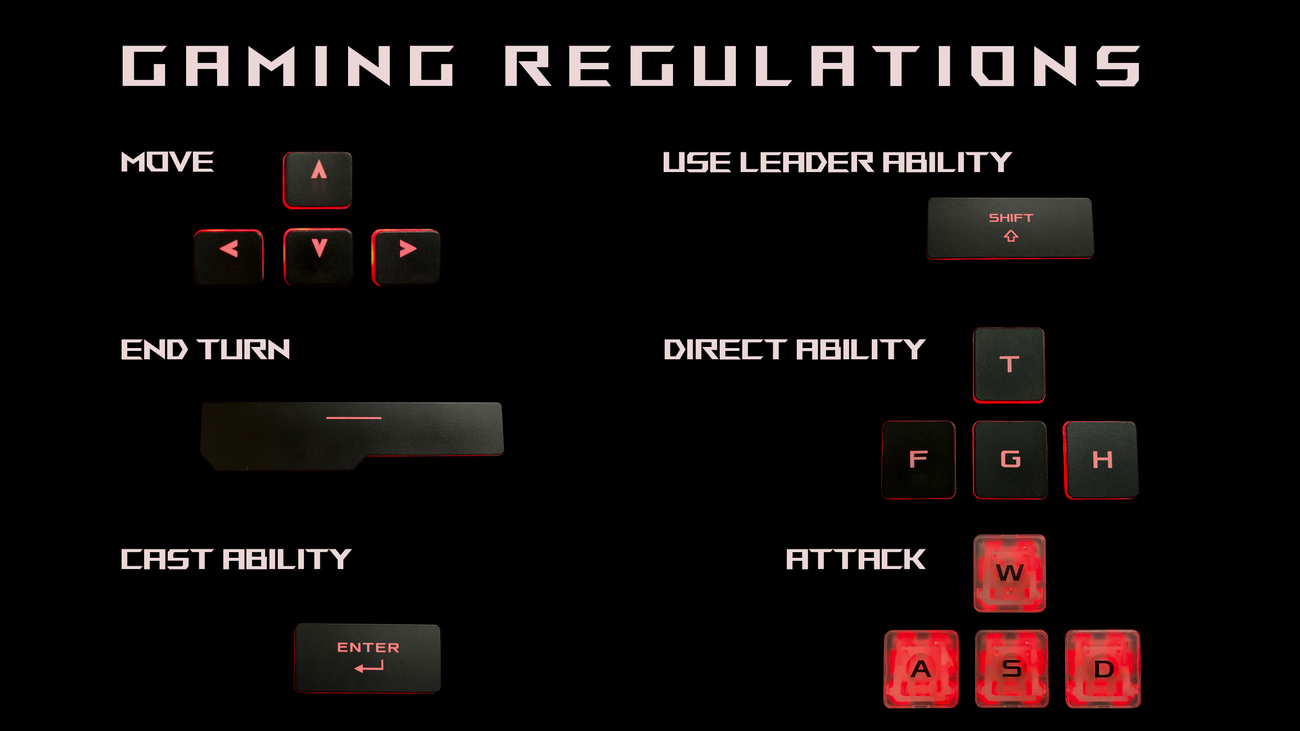 GAMING REGULATIONS
MOVE
USE LEADER ABILITY
SHIFT
END TURN
DIRECT ABILITY
T
F G H
CAST ABILITY
ENTER
ATTACK
W
A S D